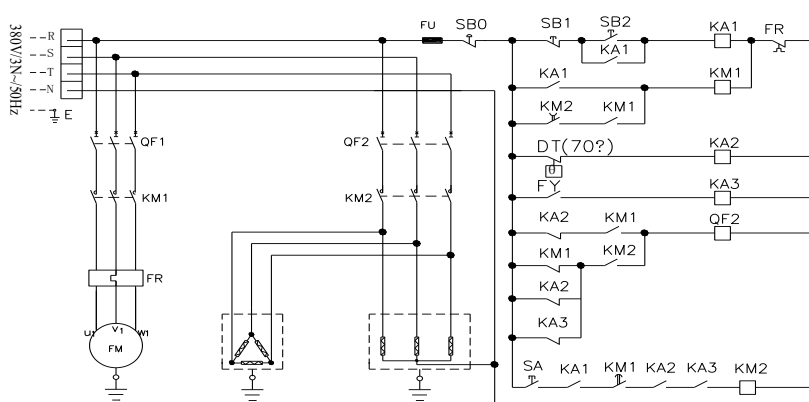 380V/3N~/50Hz
R
S
T
N
E
FU SB0 SB1 SB2 KA1 FR
KA1
KA1 KM1
KM2 KM1
QF1 QF2 DT(70?) KA2
θ
KM1 KM2 FY KA3
KA2 KM1 QF2
KM1 KM2
FR KA2
U1 V1 W1 KA3
FM
SA KA1 KM1 KA2 KA3 KM2